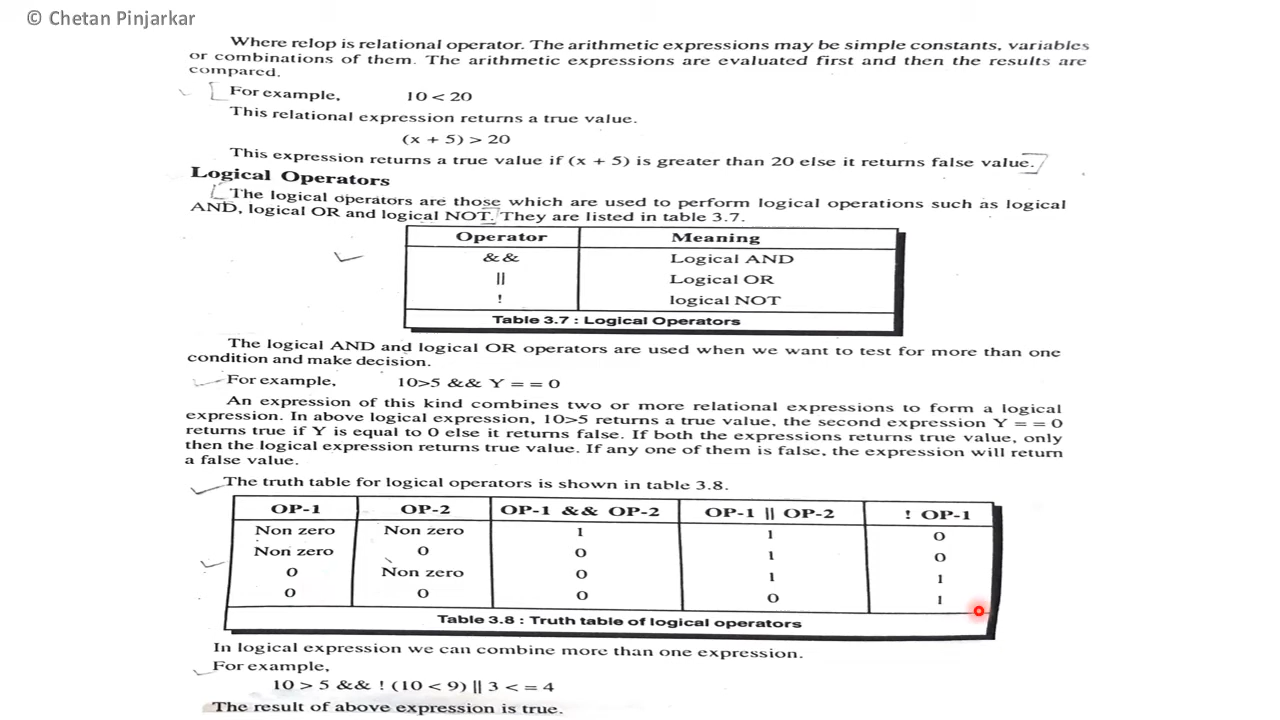 © Chetan Pinjarkar
Where relop is relational operator. The arithmetic expressions may be simple constants, variables
or combinations of them. The arithmetic expressions are evaluated first and then the results are
compared.
For example, 10 < 20
This relational expression returns a true value.
(x + 5) > 20
This expression returns a true value if (x + 5) is greater than 20 else it returns false value.
Logical Operators
The logical operators are those which are used to perform logical operations such as logical
AND, logical OR and logical NOT. They are listed in table 3.7.
Operator Meaning
&& Logical AND
|| Logical OR
! logical NOT
Table 3.7 : Logical Operators
The logical AND and logical OR operators are used when we want to test for more than one
condition and make decision.
For example, 10>5 && Y = = 0
An expression of this kind combines two or more relational expressions to form a logical
expression. In above logical expression, 10>5 returns a true value, the second expression Y = = 0
returns true if Y is equal to 0 else it returns false. If both the expressions returns true value, only
then the logical expression returns true value. If any one of them is false, the expression will return
a false value.
The truth table for logical operators is shown in table 3.8.
OP-1 OP-2 OP-1 && OP-2 OP-1 || OP-2 ! OP-1
Non zero Non zero 1 1 0
Non zero 0 0 1 0
0 Non zero 0 1 1
0 0 0 0 1
Table 3.8 : Truth table of logical operators
In logical expression we can combine more than one expression.
For example,
10 > 5 && ! (10 < 9) || 3 < = 4
The result of above expression is true.